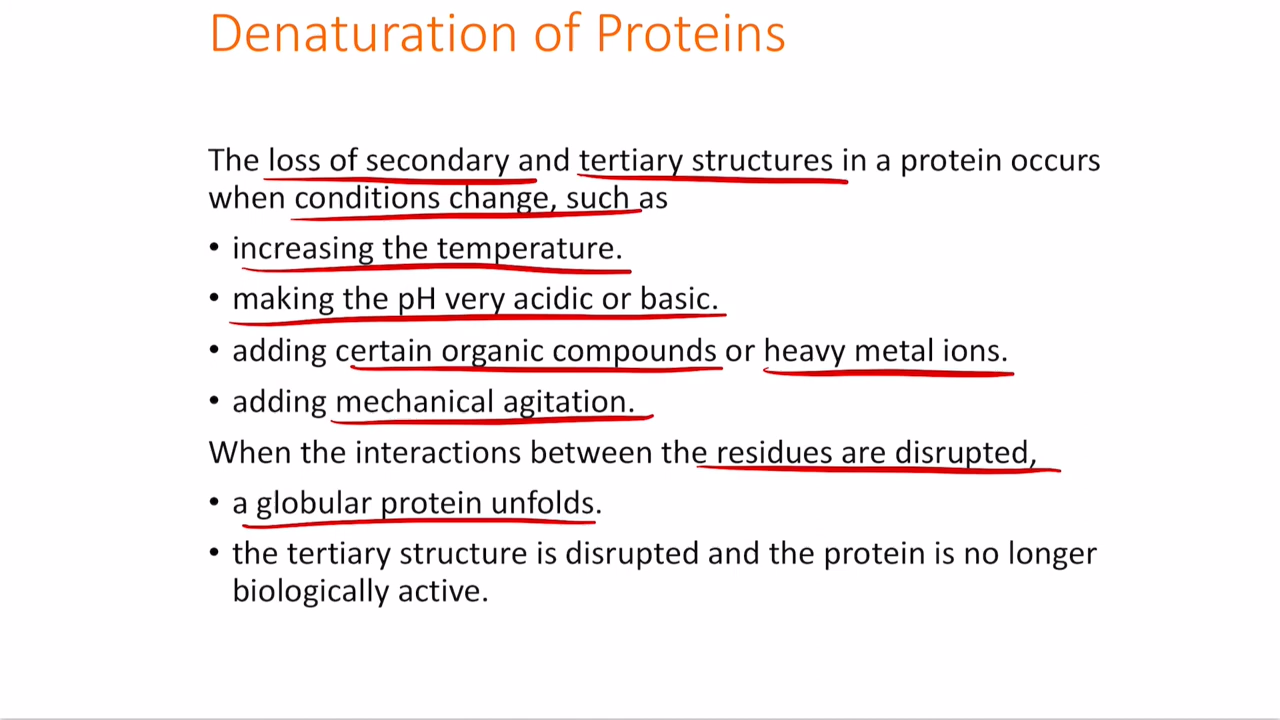 Denaturation of Proteins
The loss of secondary and tertiary structures in a protein occurs
when conditions change, such as
• increasing the temperature.
• making the pH very acidic or basic.
• adding certain organic compounds or heavy metal ions.
• adding mechanical agitation.
When the interactions between the residues are disrupted,
• a globular protein unfolds.
• the tertiary structure is disrupted and the protein is no longer
biologically active.